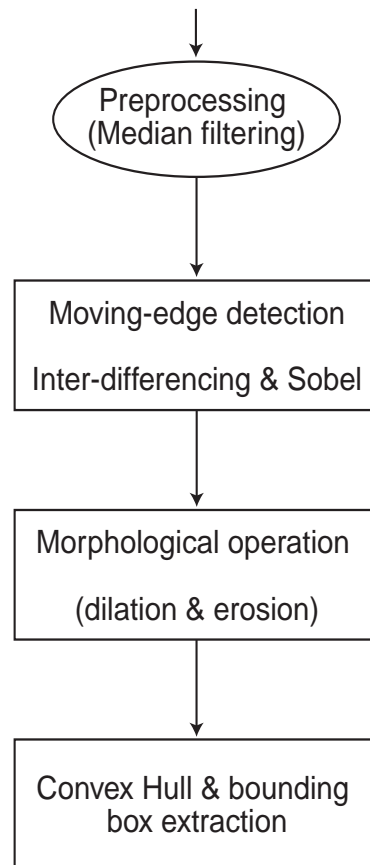 Preprocessing
(Median filtering)
Moving-edge detection
Inter-differencing & Sobel
Morphological operation
(dilation & erosion)
Convex Hull & bounding
box extraction